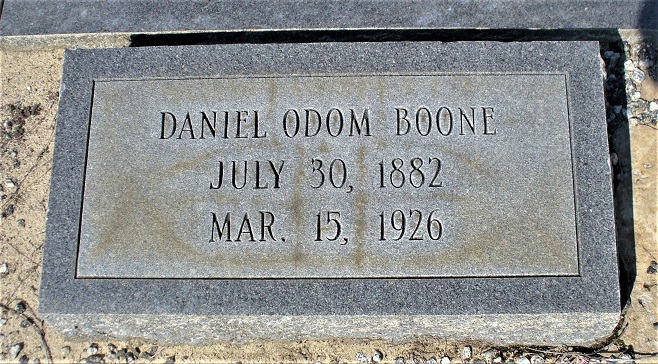 DANIEL ODOM BOONE
JULY 30, 1882
MAR. 15, 1926